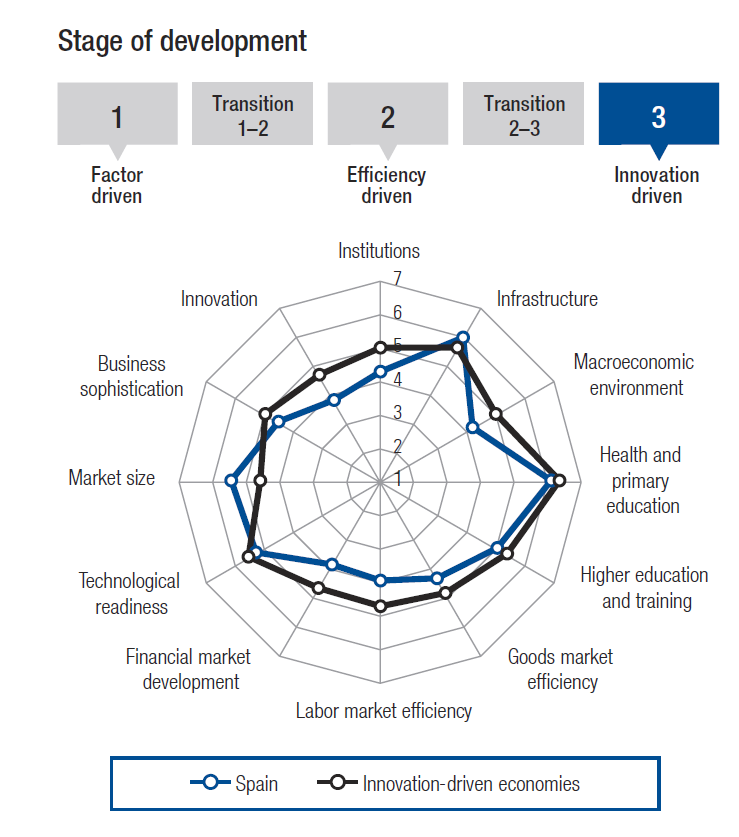 Stage of development
1
Transition
1–2
2
Transition
2–3
3
Factor
driven
Efficiency
driven
Innovation
driven
Institutions
Infrastructure
Macroeconomic
environment
Health and
primary
education
Higher education
and training
Goods market
efficiency
Labor market efficiency
Financial market
development
Technological
readiness
Market size
Business
sophistication
Innovation
7
6
5
4
3
2
1
Spain
Innovation-driven economies